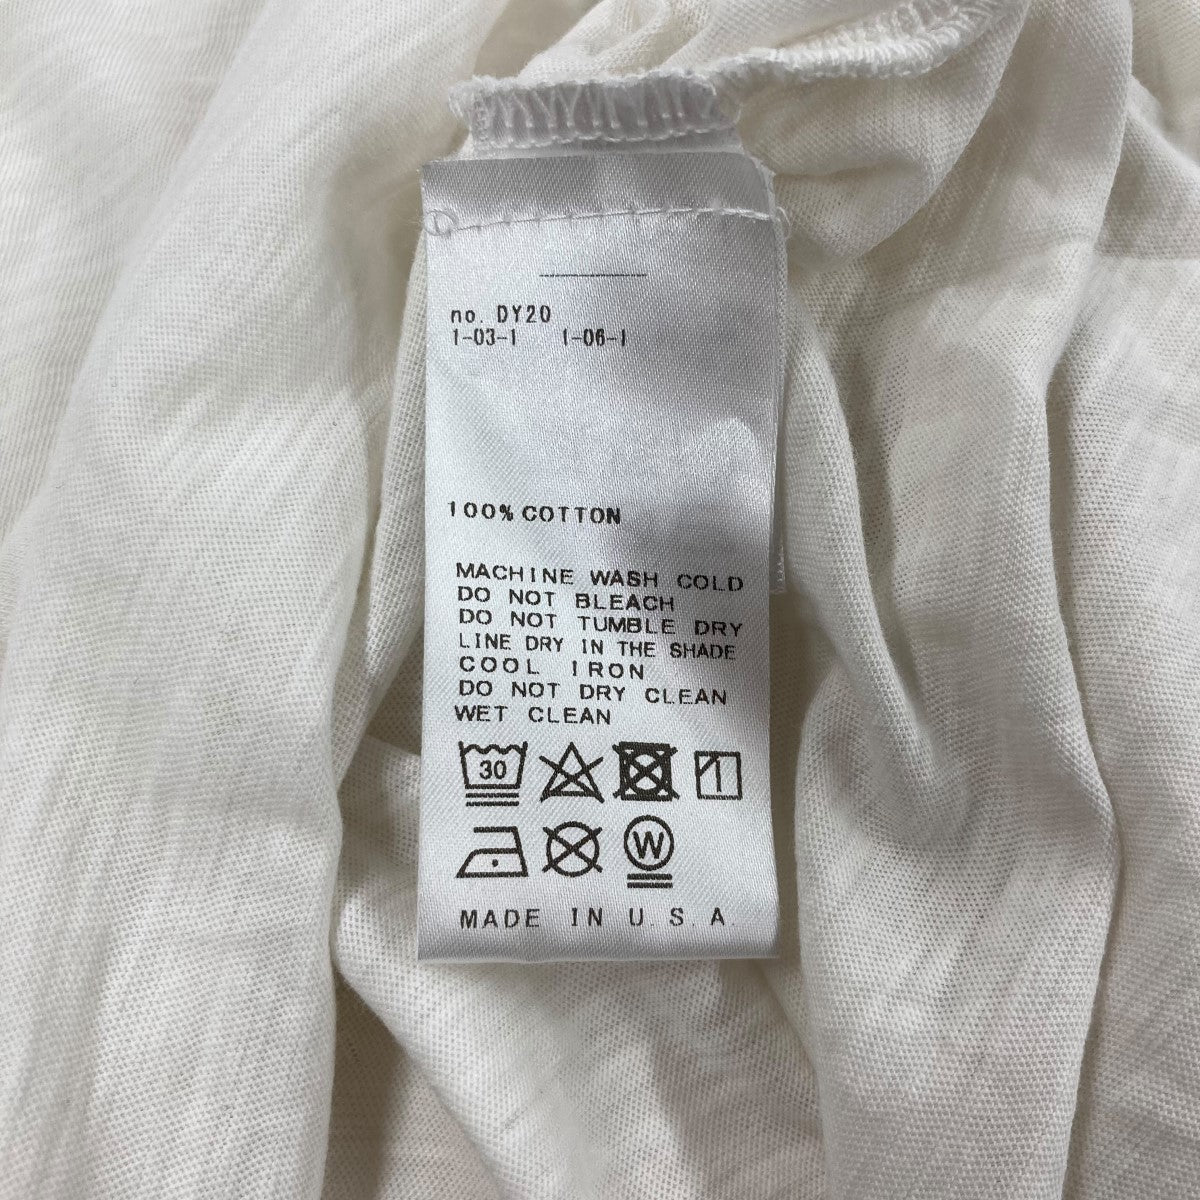 no. DY20
1-03-1 1-06-1
100% COTTON
MACHINE WASH COLD
DO NOT BLEACH
DO NOT TUMBLE DRY
LINE DRY IN THE SHADE
COOL IRON
DO NOT DRY CLEAN
WET CLEAN
30
W
MADE IN U.S.A.